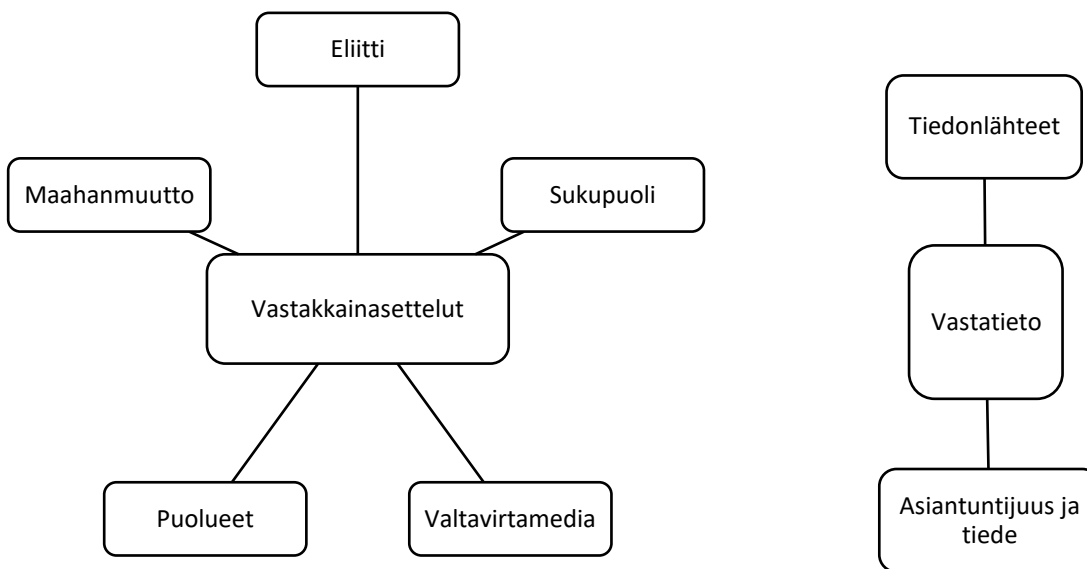 Eliitti
Maahanmuutto
Sukupuoli
Vastakkainasettelut
Puolueet
Valtavirtamedia
Tiedonlähteet
Vastatieto
Asiantuntijuus ja
tiede